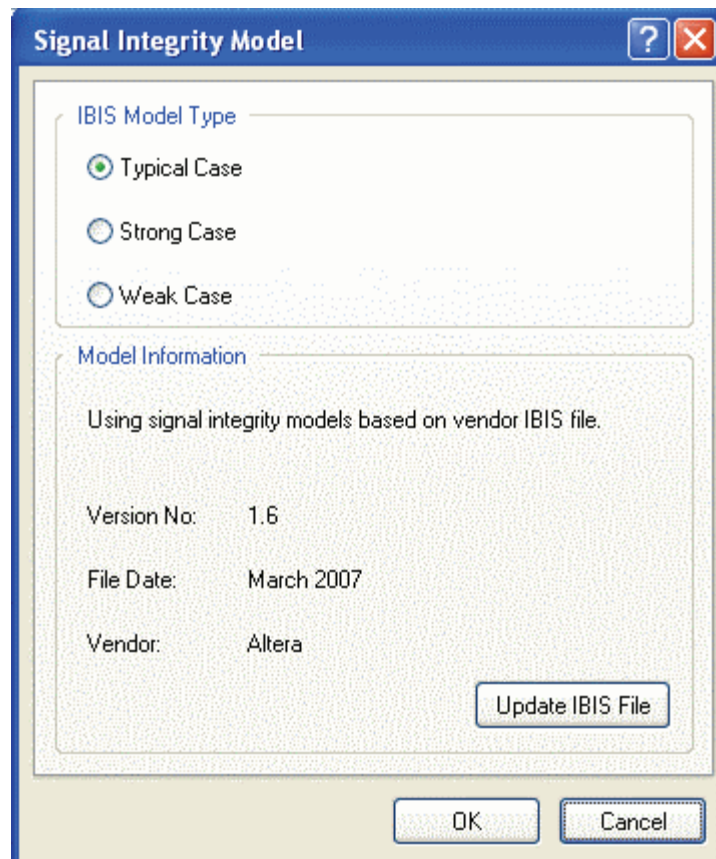 Signal Integrity Model
?
IBIS Model Type
Typical Case
Strong Case
Weak Case
Model Information
Using signal integrity models based on vendor IBIS file.
Version No: 1.6
File Date: March 2007
Vendor: Altera
Update IBIS File
OK Cancel